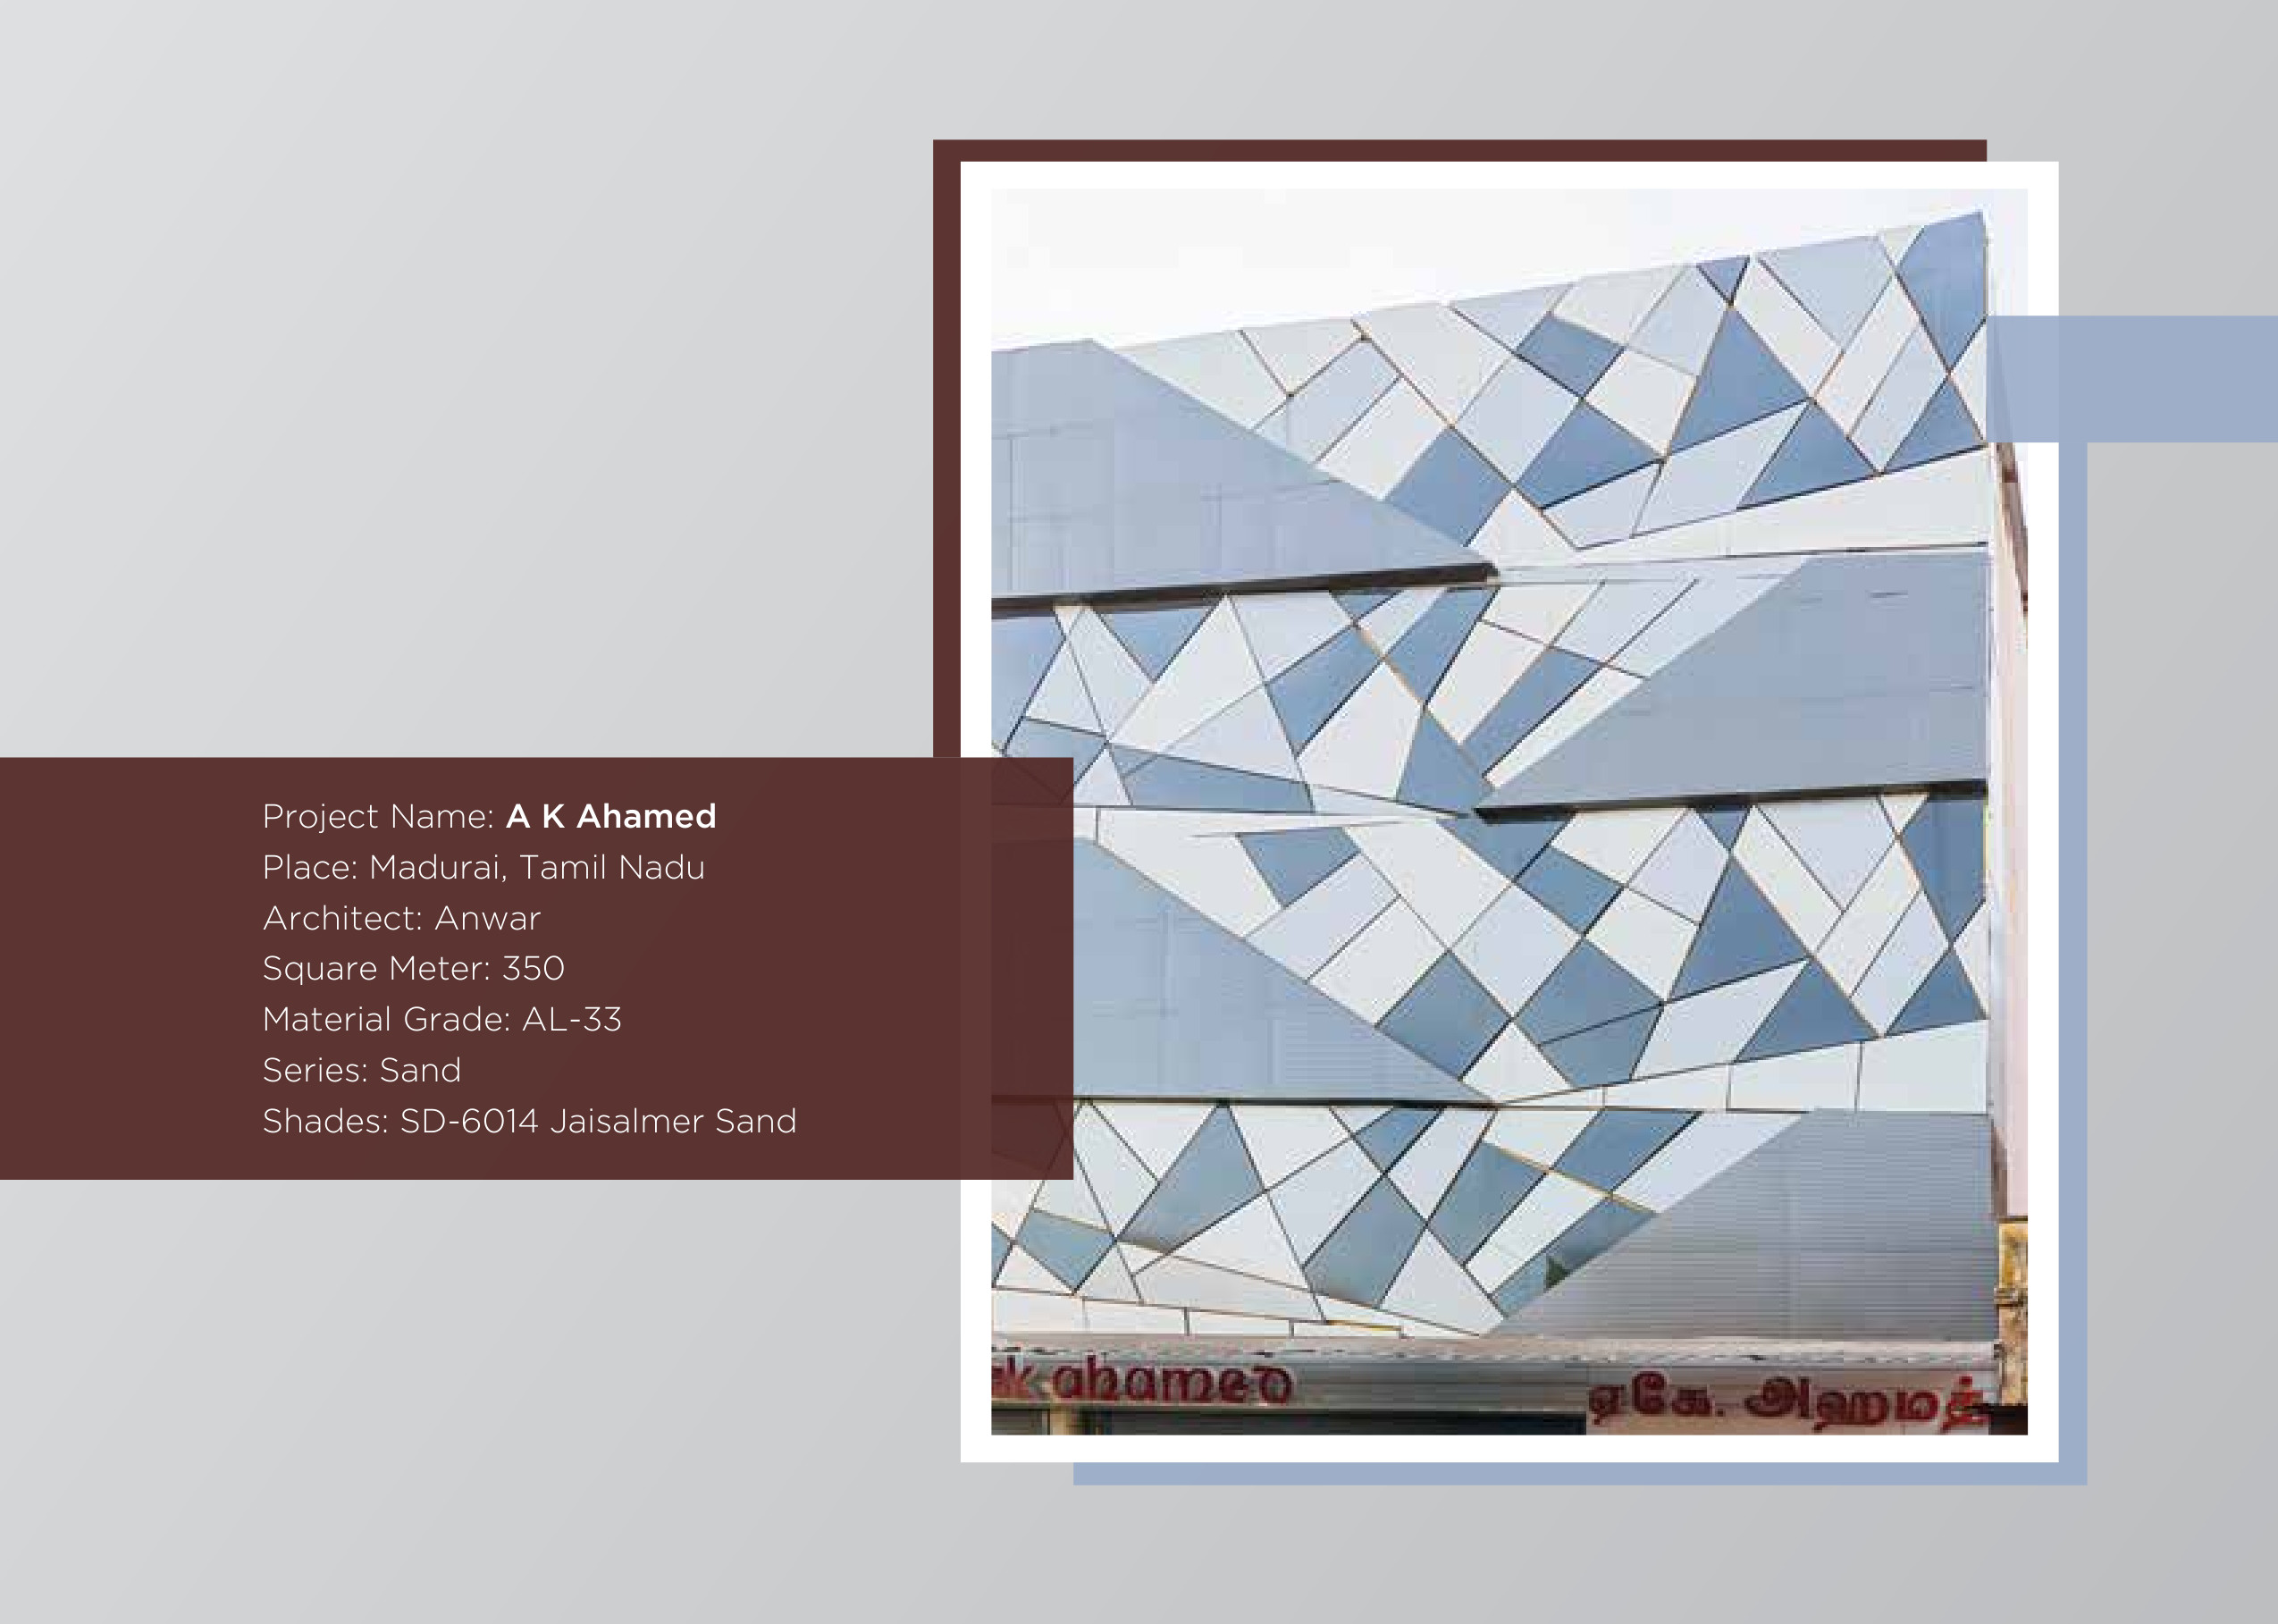 Project Name: A K Ahamed
Place: Madurai, Tamil Nadu
Architect: Anwar
Square Meter: 350
Material Grade: AL-33
Series: Sand
Shades: SD-6014 Jaisalmer Sand
k ahamed
ஏகே. அஹமத்